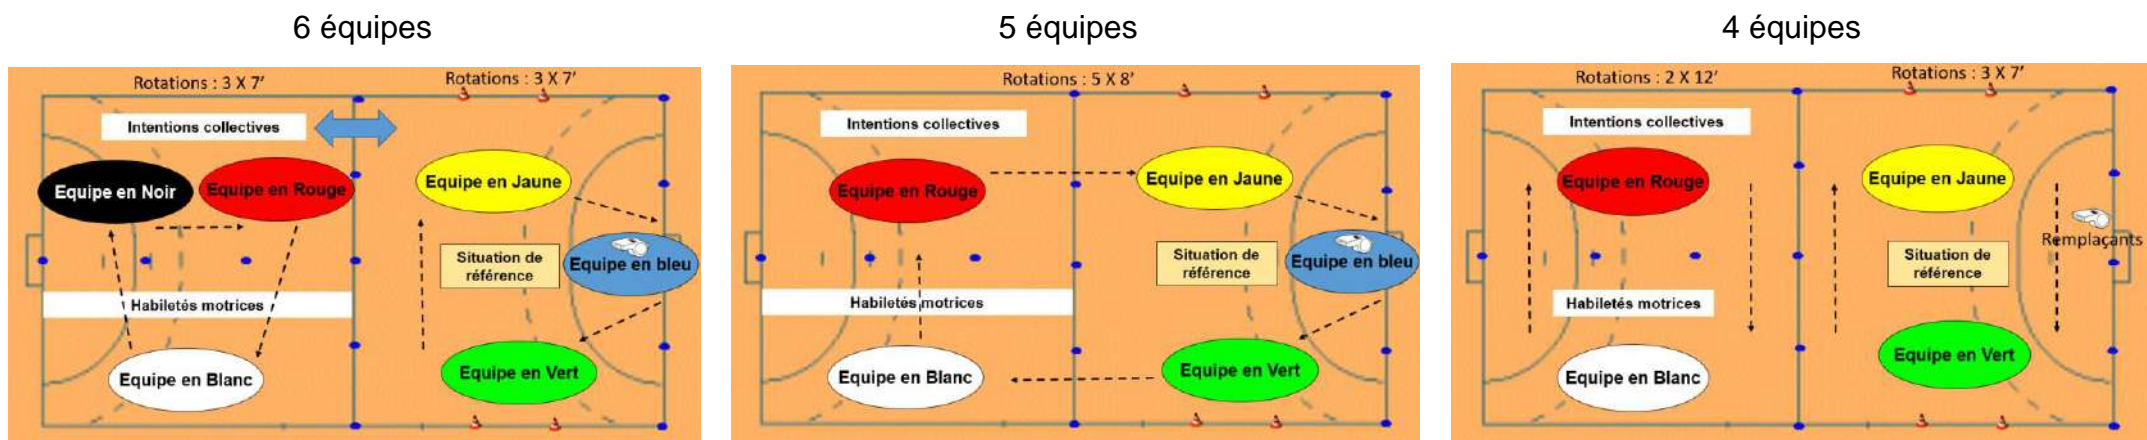 6 équipes
Rotations : 3 X 7’
Rotations : 3 X 7’
Intentions collectives
Equipe en Noir
Equipe en Rouge
Equipe en Jaune
Situation de
référence
Equipe en bleu
Habiletés motrices
Equipe en Blanc
Equipe en Vert
5 équipes
Rotations : 5 X 8’
Intentions collectives
Equipe en Rouge
Equipe en Jaune
Situation de
référence
Equipe en bleu
Habiletés motrices
Equipe en Blanc
Equipe en Vert
4 équipes
Rotations : 2 X 12’
Rotations : 3 X 7’
Intentions collectives
Equipe en Rouge
Equipe en Jaune
Remplaçants
Situation de
référence
Habiletés motrices
Equipe en Blanc
Equipe en Vert